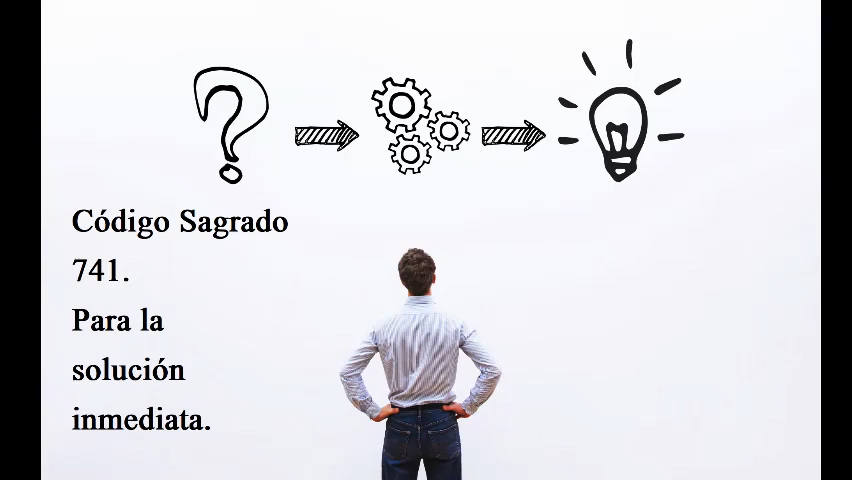 Código Sagrado
741.
Para la
solución
inmediata.